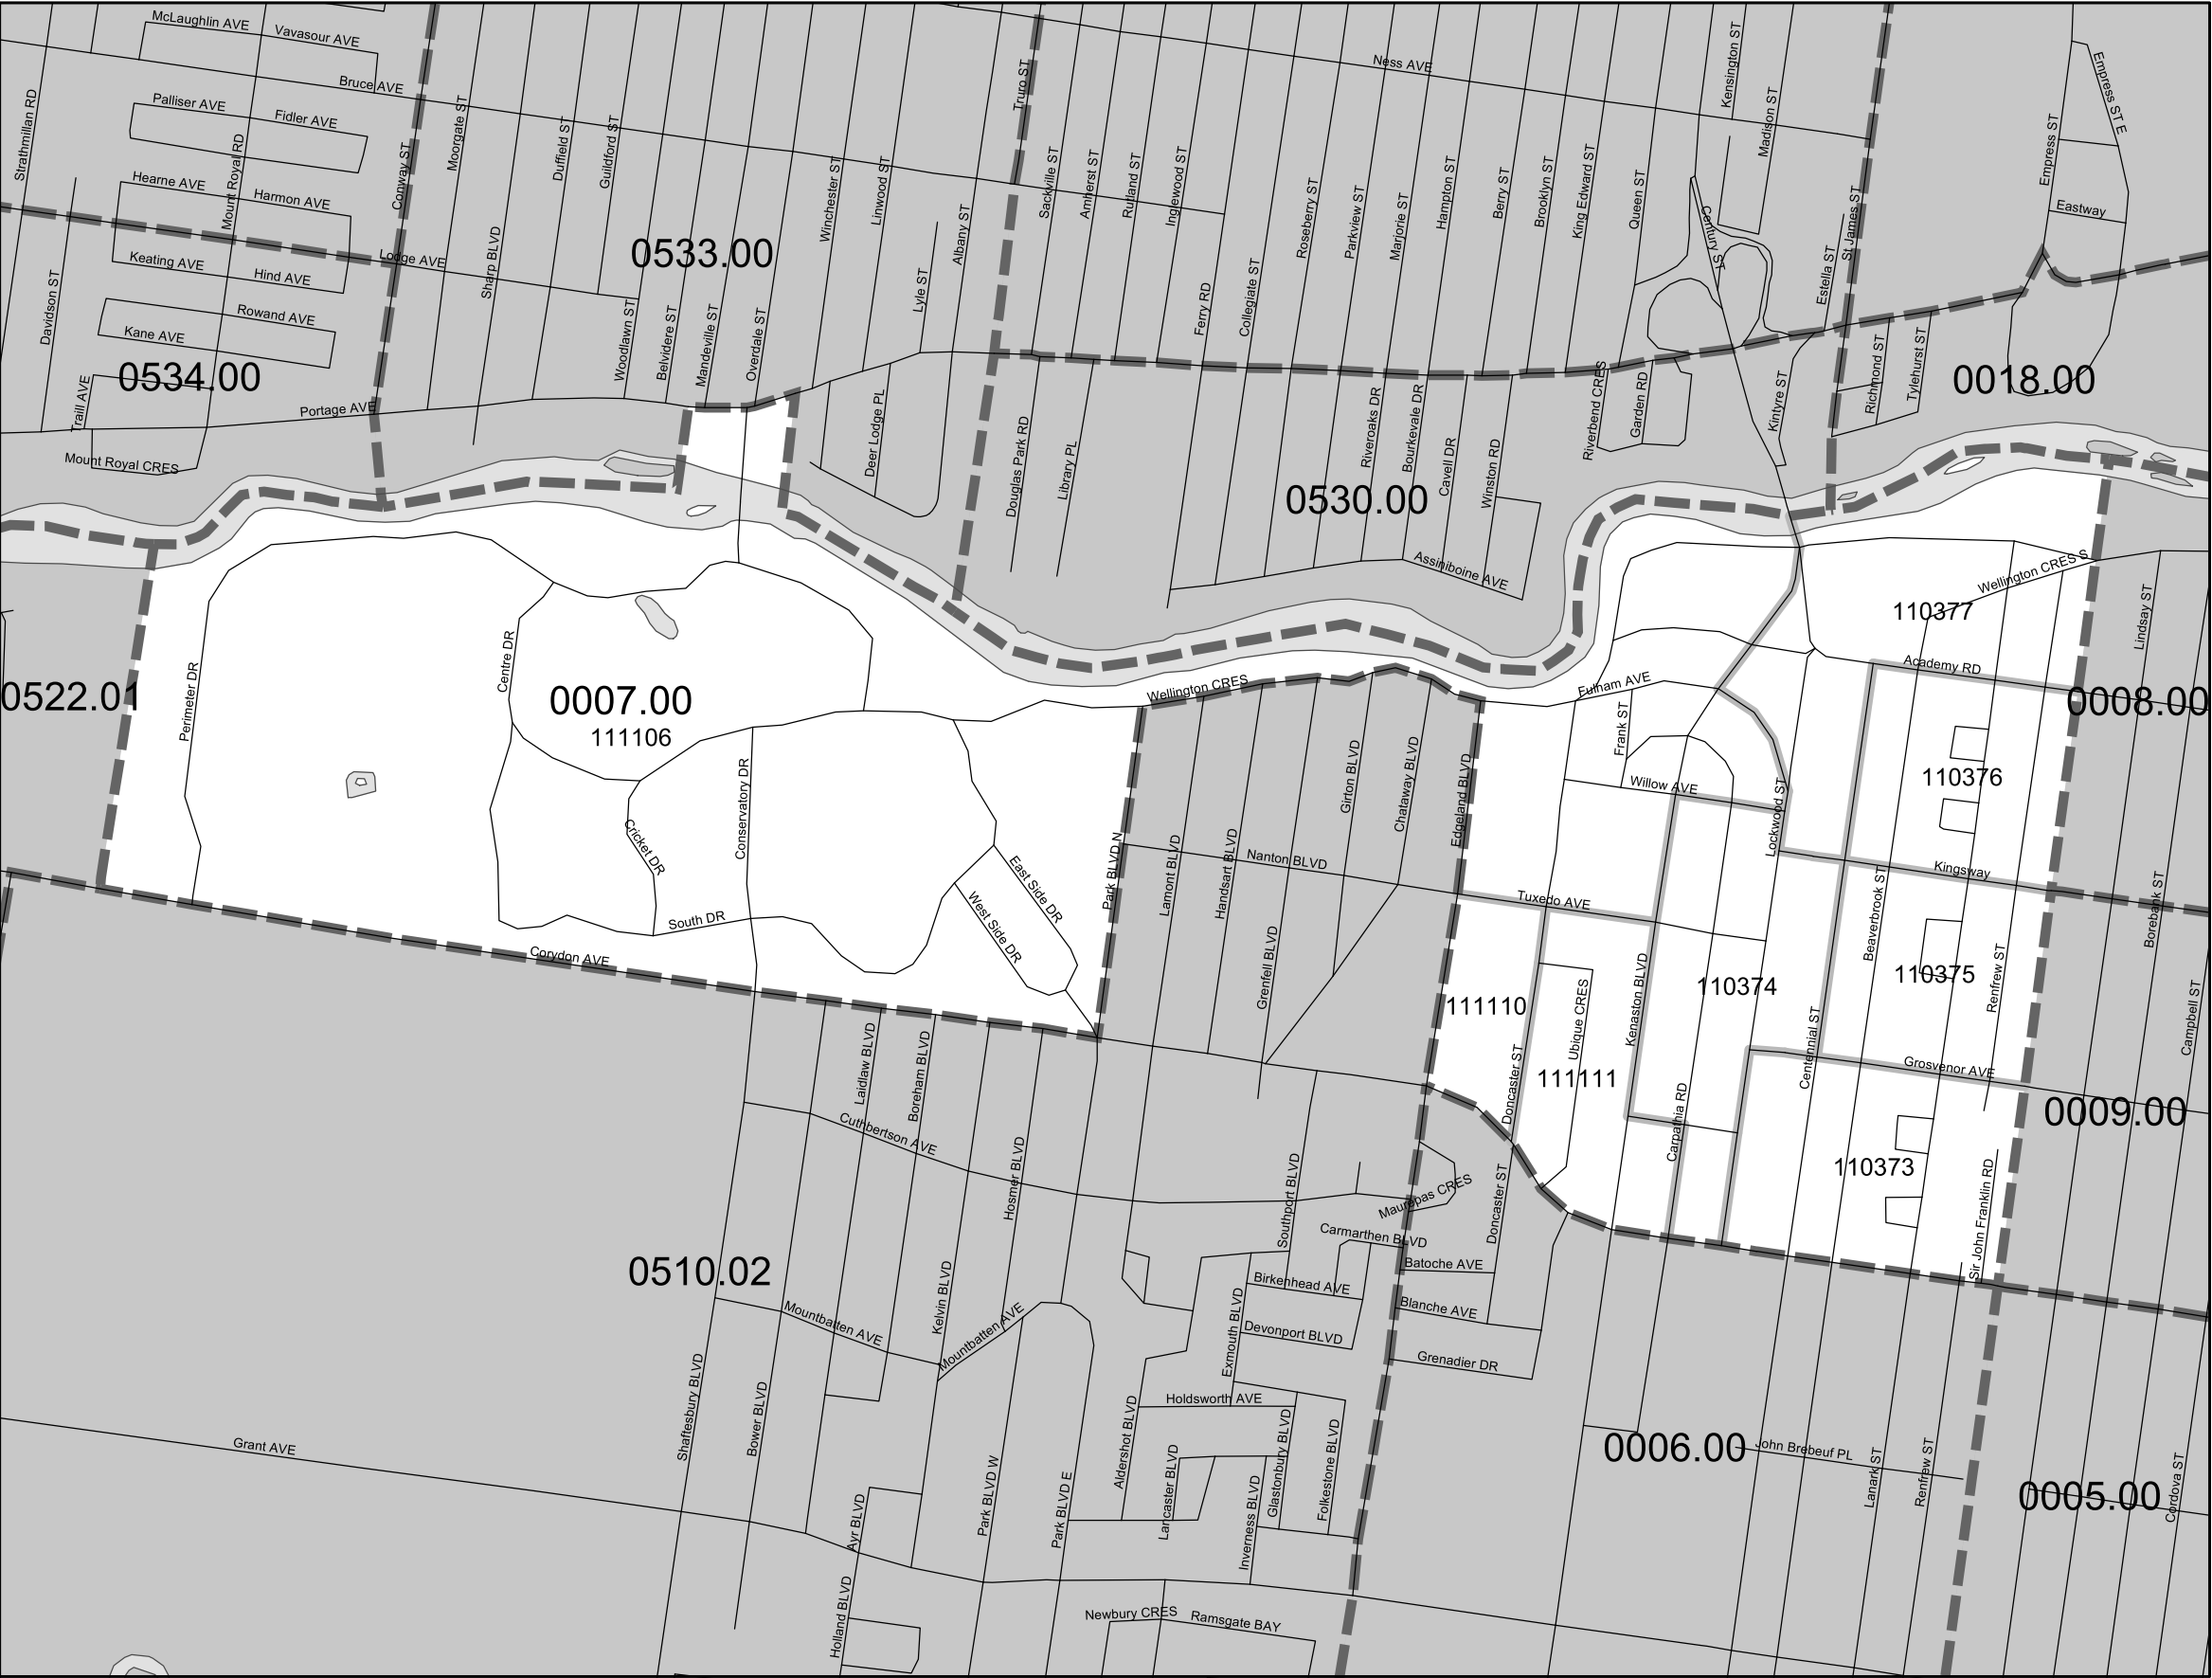 McLaughlin AVE
Vavasour AVE
Bruce AVE
Palliser AVE
Fidler AVE
Strathmillan RD
Mount Royal RD
Hearne AVE
Harmon AVE
Conway ST
Moorgate ST
Duffield ST
Guildford ST
Keating AVE
Hind AVE
Lodge AVE
Rowand AVE
Kane AVE
Davidson ST
0534.00
Traill AVE
Portage AVE
Mount Royal CRES
Sharp BLVD
0533.00
Woodlawn ST
Belvidere ST
Mandeville ST
Overdale ST
Winchester ST
Linwood ST
Lyle ST
Albany ST
Deer Lodge PL
Truro ST
Sackville ST
Amherst ST
Rutland ST
Inglewood ST
Ness AVE
Ferry RD
Collegiate ST
Roseberry ST
Parkview ST
Marjorie ST
Hampton ST
Berry ST
Brooklyn ST
King Edward ST
Queen ST
Kensington ST
Madison ST
Century ST
Estella ST
St James ST
Empress ST
Empress ST E
Eastway
0018.00
Richmond ST
Tylehurst ST
Kintyre ST
Garden RD
Riverbend CRES
Douglas Park RD
Library PL
Riveroaks DR
Bourkevale DR
Cavell DR
Winston RD
0530.00
Assiniboine AVE
0522.01
Perimeter DR
Centre DR
0007.00
111106
Conservatory DR
Cricket DR
South DR
East Side DR
West Side DR
Corydon AVE
Park BLVD N
Wellington CRES
Lamont BLVD
Handsart BLVD
Nanton BLVD
Girton BLVD
Chataway BLVD
Grenfell BLVD
Edgeland BLVD
Fulham AVE
Frank ST
Willow AVE
Lockwood ST
Tuxedo AVE
Wellington CRES S
110377
Academy RD
Lindsay ST
0008.00
110376
Kingsway
Beaverbrook ST
110375
Renfrew ST
Borebank ST
Campbell ST
110374
Kenaston BLVD
Ubique CRES
111110
111111
Doncaster ST
Carpathia RD
Centennial ST
Grosvenor AVE
0009.00
110373
Sir John Franklin RD
Laidlaw BLVD
Boreham BLVD
Cuthbertson AVE
Hosmer BLVD
Southport BLVD
Maurepas CRES
Carmarthen BLVD
Doncaster ST
Batoche AVE
Birkenhead AVE
Blanche AVE
Devonport BLVD
Grenadier DR
0510.02
Kelvin BLVD
Mountbatten AVE
Mountbatten AVE
Exmouth BLVD
Holdsworth AVE
Shaftesbury BLVD
Bower BLVD
Grant AVE
Aldershot BLVD
Lancaster BLVD
Glastonbury BLVD
Folkestone BLVD
Inverness BLVD
Park BLVD W
Park BLVD E
Ayr BLVD
Holland BLVD
Newbury CRES
Ramsgate BAY
0006.00
John Brebeuf PL
Lanark ST
Renfrew ST
0005.00
Cordova ST